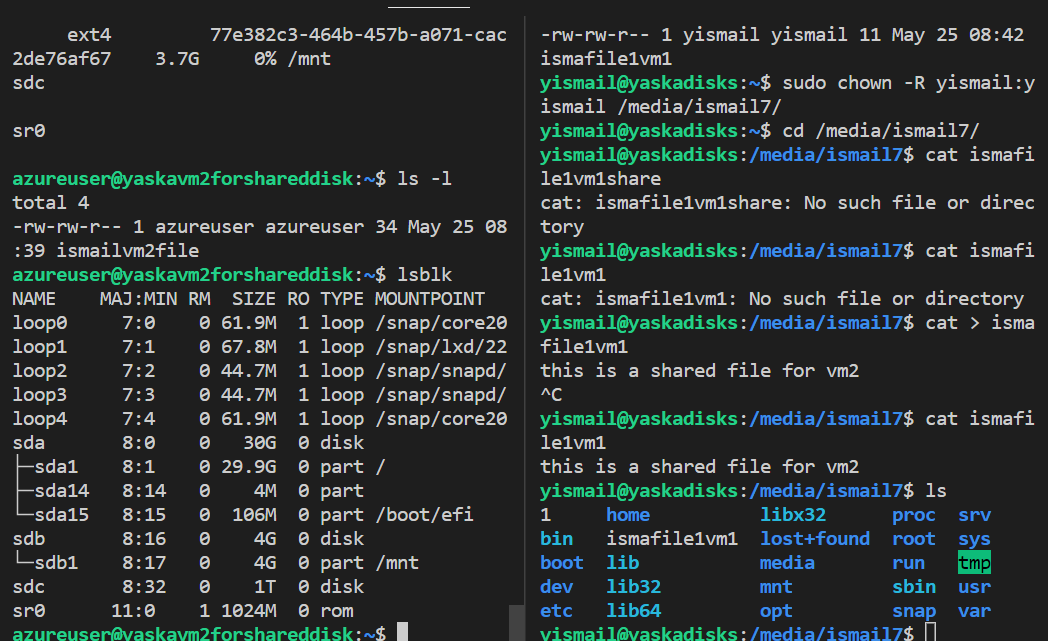 ext4         77e382c3-464b-457b-a071-cac
2de76af67    3.7G     0% /mnt
sdc
sr0
azureuser@yaskavm2forshareddisk:~$ ls -l
total 4
-rw-rw-r-- 1 azureuser azureuser 34 May 25 08
:39 ismailvm2file
azureuser@yaskavm2forshareddisk:~$ lsblk
NAME    MAJ:MIN RM  SIZE RO TYPE MOUNTPOINT
loop0     7:0    0 61.9M  1 loop /snap/core20
loop1     7:1    0 67.8M  1 loop /snap/lxd/22
loop2     7:2    0 44.7M  1 loop /snap/snapd/
loop3     7:3    0 44.7M  1 loop /snap/snapd/
loop4     7:4    0 61.9M  1 loop /snap/core20
sda       8:0    0   30G  0 disk
├─sda1    8:1    0 29.9G  0 part /
├─sda14   8:14   0    4M  0 part
└─sda15   8:15   0  106M  0 part /boot/efi
sdb       8:16   0    4G  0 disk
└─sdb1    8:17   0    4G  0 part /mnt
sdc       8:32   0    1T  0 disk
sr0      11:0    1 1024M  0 rom
azureuser@yaskavm2forshareddisk:~$
-rw-rw-r-- 1 yismail yismail 11 May 25 08:42
ismafile1vm1
yismail@yaskadisks:~$ sudo chown -R yismail:y
ismail /media/ismail7/
yismail@yaskadisks:~$ cd /media/ismail7/
yismail@yaskadisks:/media/ismail7$ cat ismafi
le1vm1share
cat: ismafile1vm1share: No such file or direc
tory
yismail@yaskadisks:/media/ismail7$ cat ismafi
le1vm1
cat: ismafile1vm1: No such file or directory
yismail@yaskadisks:/media/ismail7$ cat > isma
file1vm1
this is a shared file for vm2
^C
yismail@yaskadisks:/media/ismail7$ cat ismafi
le1vm1
this is a shared file for vm2
yismail@yaskadisks:/media/ismail7$ ls
1     home          libx32      proc  srv
bin   ismafile1vm1  lost+found  root  sys
boot  lib           media       run   tmp
dev   lib32         mnt         sbin  usr
etc   lib64         opt         snap  var
yismail@yaskadisks:/media/ismail7$